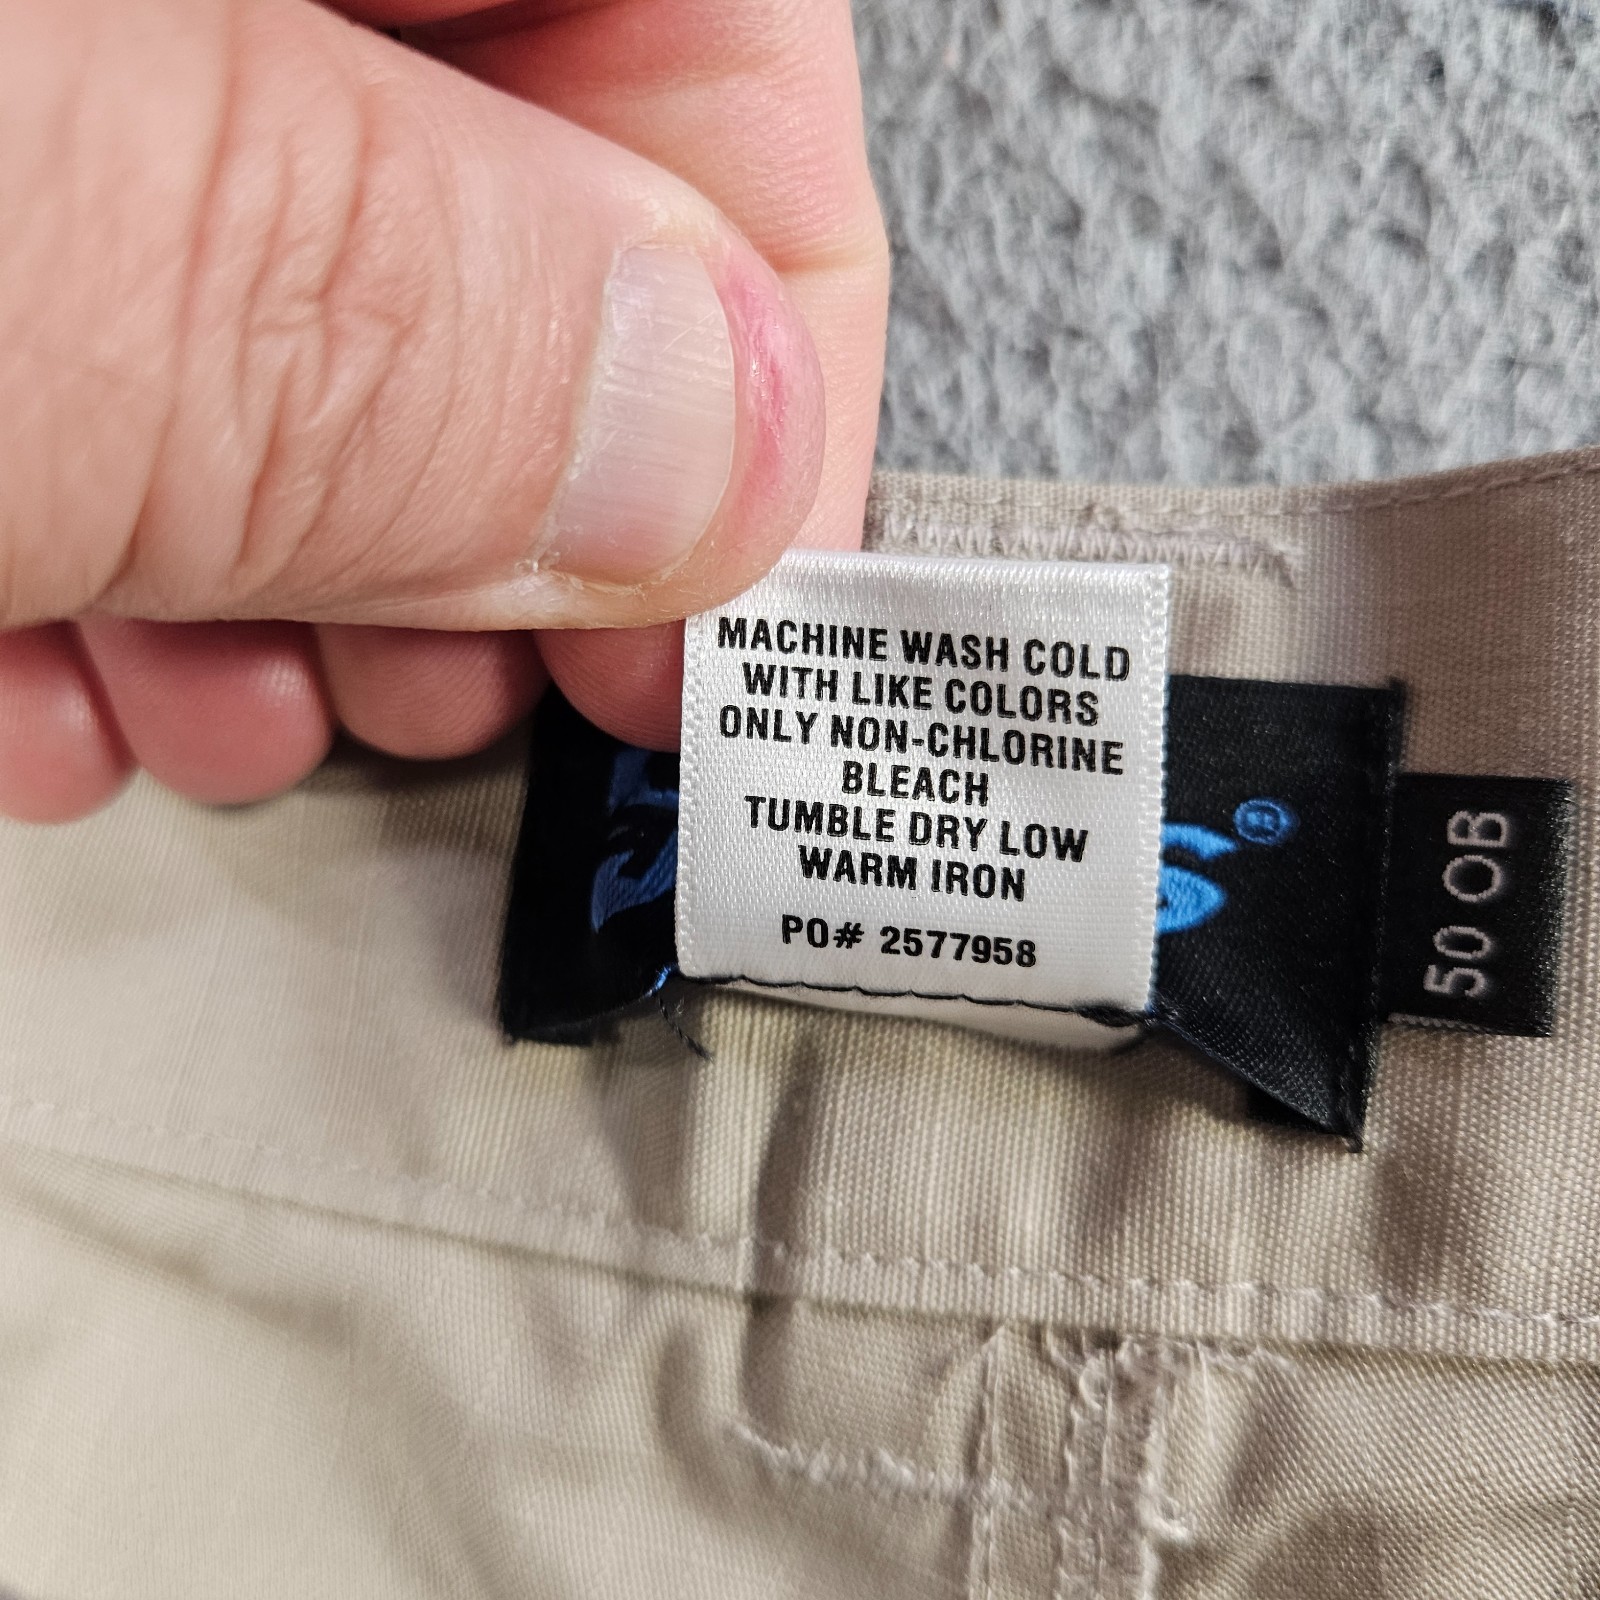 MACHINE WASH COLD
WITH LIKE COLORS
ONLY NON-CHLORINE
BLEACH
TUMBLE DRY LOW
WARM IRON
PO# 2577958
®
50 OB